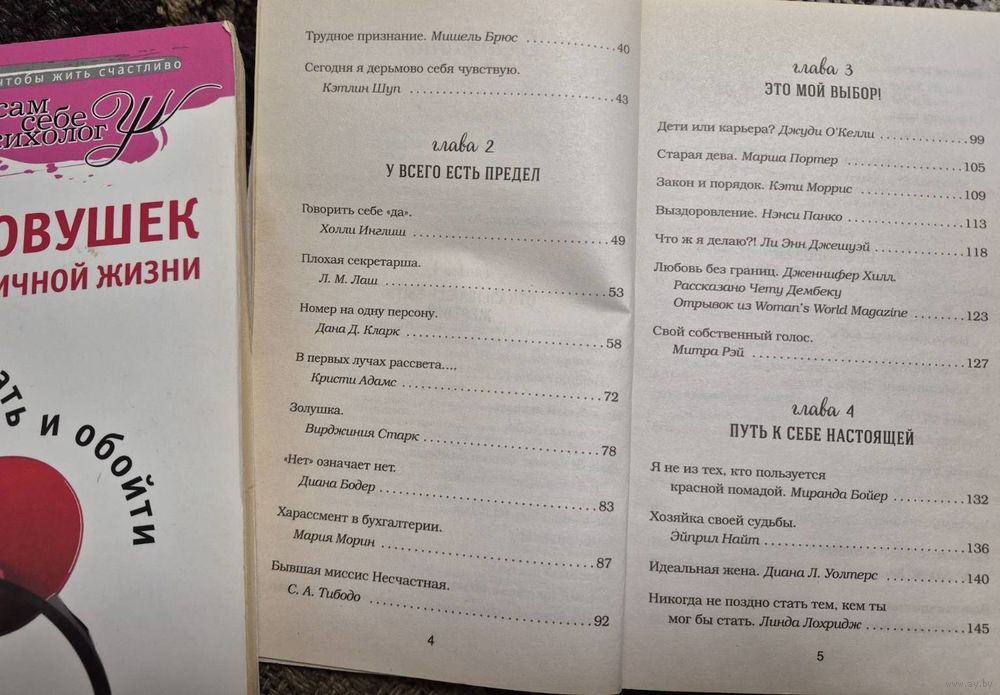 чтобы жить счастливо
сам
себе
психолог
ОВУШЕК
ичной жизни
ать и обойти
Трудное признание. Мишель Брюс 40
Сегодня я дерьмово себя чувствую.
Кэтлин Шуп 43
глава 2
У ВСЕГО ЕСТЬ ПРЕДЕЛ
Говорить себе «да».
Холли Инглиш 49
Плохая секретарша.
Л. М. Лаш 53
Номер на одну персону.
Дана Д. Кларк 58
В первых лучах рассвета….
Кристи Адамс 72
Золушка.
Вирджиния Старк 78
«Нет» означает нет.
Диана Бодер 83
Харассмент в бухгалтерии.
Мария Морин 87
Бывшая миссис Несчастная.
С. А. Тибодо 92
4
глава 3
ЭТО МОЙ ВЫБОР!
Дети или карьера? Джуди О'Келли 99
Старая дева. Марша Портер 105
Закон и порядок. Кэти Моррис 109
Выздоровление. Нэнси Панко 113
Что ж я делаю?! Ли Энн Джешуэй 118
Любовь без границ. Дженнифер Хилл.
Рассказано Чету Дембеку
Отрывок из Woman's World Magazine 123
Свой собственный голос.
Митра Рэй 127
глава 4
ПУТЬ К СЕБЕ НАСТОЯЩЕЙ
Я не из тех, кто пользуется
красной помадой. Миранда Бойер 132
Хозяйка своей судьбы.
Эйприл Найт 136
Идеальная жена. Диана Л. Уолтерс 140
Никогда не поздно стать тем, кем ты
мог бы стать. Линда Лохридж 145
5
www.ay.by